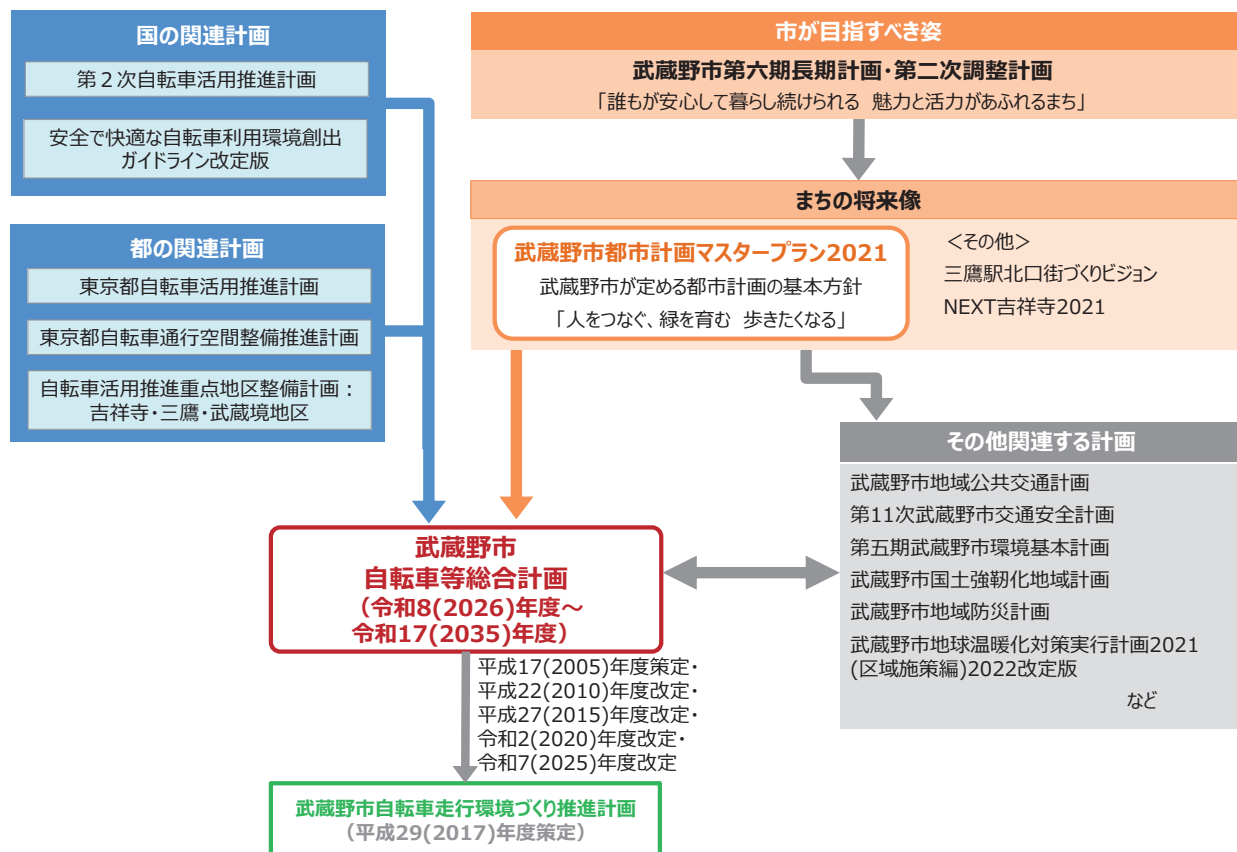 国の関連計画
第２次自転車活用推進計画
安全で快適な自転車利用環境創出
ガイドライン改定版
都の関連計画
東京都自転車活用推進計画
東京都自転車通行空間整備推進計画
自転車活用推進重点地区整備計画：
吉祥寺・三鷹・武蔵境地区
市が目指すべき姿
武蔵野市第六期長期計画・第二次調整計画
「誰もが安心して暮らし続けられる 魅力と活力があふれるまち」
まちの将来像
武蔵野市都市計画マスタープラン2021
武蔵野市が定める都市計画の基本方針
「人をつなぐ、緑を育む 歩きたくなる」
＜その他＞
三鷹駅北口街づくりビジョン
NEXT吉祥寺2021
その他関連する計画
武蔵野市地域公共交通計画
第11次武蔵野市交通安全計画
第五期武蔵野市環境基本計画
武蔵野市国土強靭化地域計画
武蔵野市地域防災計画
武蔵野市地球温暖化対策実行計画2021
(区域施策編)2022改定版
など
武蔵野市
自転車等総合計画
（令和8(2026)年度～
令和17(2035)年度）
平成17(2005)年度策定・
平成22(2010)年度改定・
平成27(2015)年度改定・
令和2(2020)年度改定・
令和7(2025)年度改定
武蔵野市自転車走行環境づくり推進計画
（平成29(2017)年度策定）